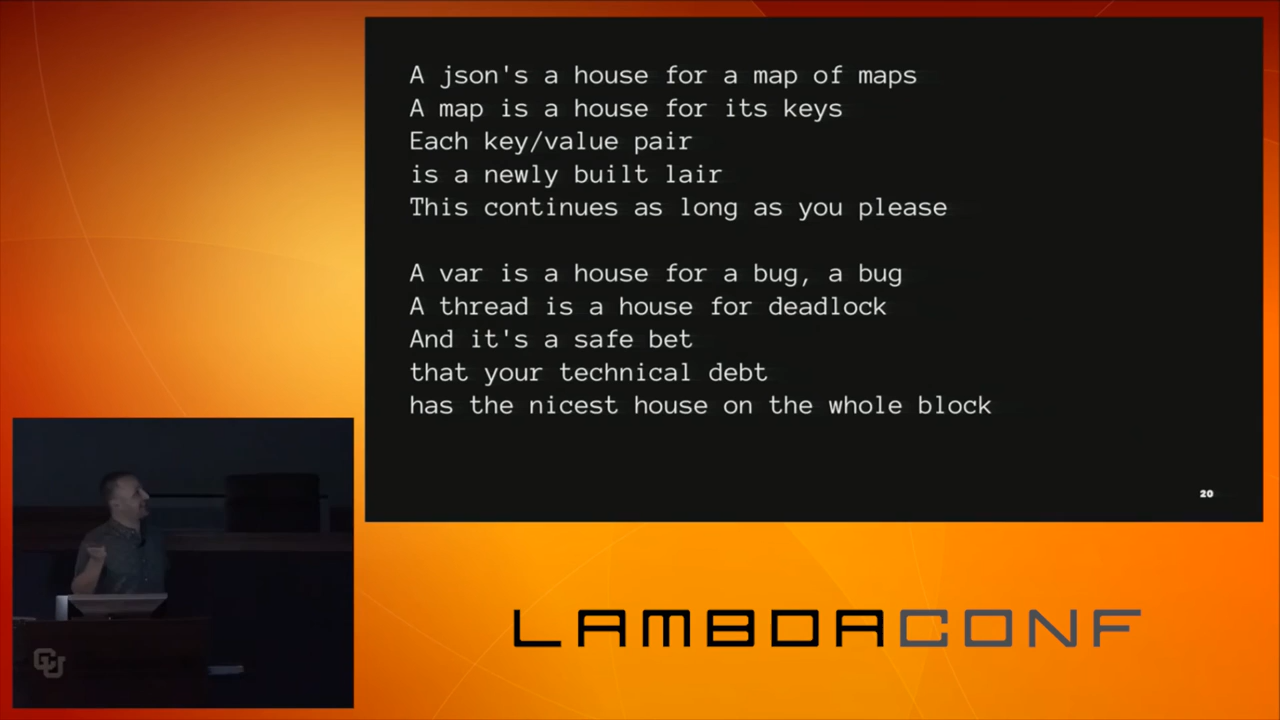 A json's a house for a map of maps
A map is a house for its keys
Each key/value pair
is a newly built lair
This continues as long as you please
A var is a house for a bug, a bug
A thread is a house for deadlock
And it's a safe bet
that your technical debt
has the nicest house on the whole block
20
CU
LAMBDACONF